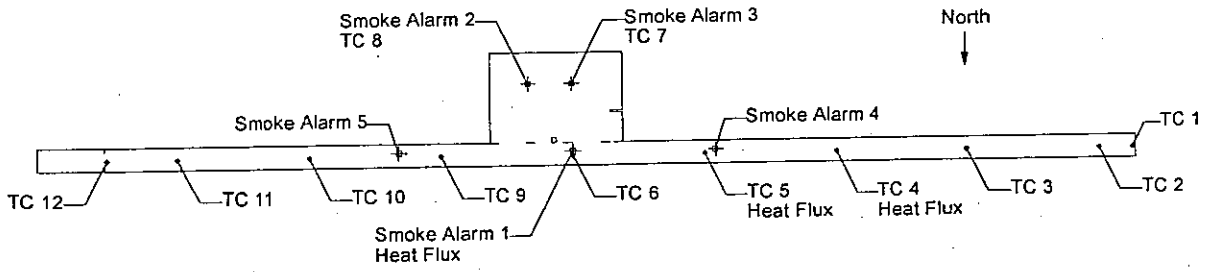 Smoke Alarm 2
TC 8
Smoke Alarm 3
TC 7
North
Smoke Alarm 5
Smoke Alarm 4
TC 1
TC 12
TC 11
TC 10
TC 9
TC 6
TC 5
Heat Flux
TC 4
Heat Flux
TC 3
TC 2
Smoke Alarm 1
Heat Flux